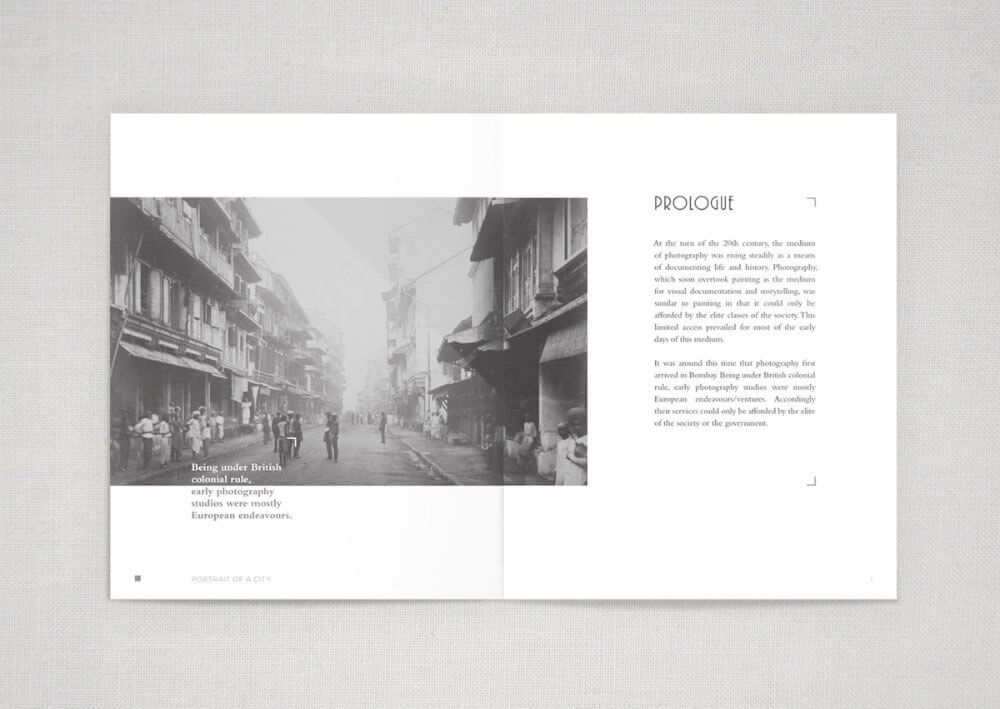 Being under British
colonial rule,
early photography
studios were mostly
European endeavours.
PORTRAIT OF A CITY
PROLOGUE
At the turn of the 20th century, the medium
of photography was rising steadily as a means
of documenting life and history. Photography,
which soon overtook painting as the medium
for visual documentation and storytelling, was
similar to painting in that it could only be
afforded by the elite classes of the society. This
limited access prevailed for most of the early
days of this medium.
It was around this time that photography first
arrived in Bombay. Being under British colonial
rule, early photography studios were mostly
European endeavours/ventures. Accordingly
their services could only be afforded by the elite
of the society or the government.
1